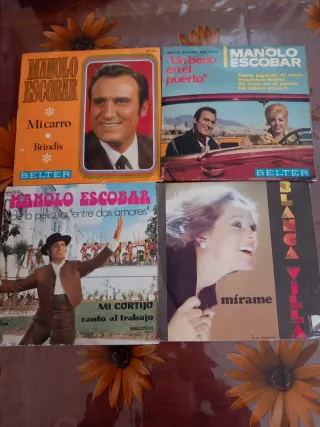 MANOLO
ESCOBAR
Mi carro
Brindis
BELTER
"Un beso
en el
puerto"
MANOLO
ESCOBAR
BELTER
MANOLO ESCOBAR
de la película "entre dos amores"
MI CORTIJO
canto al trabajo
BLANCA VILLA
mírame